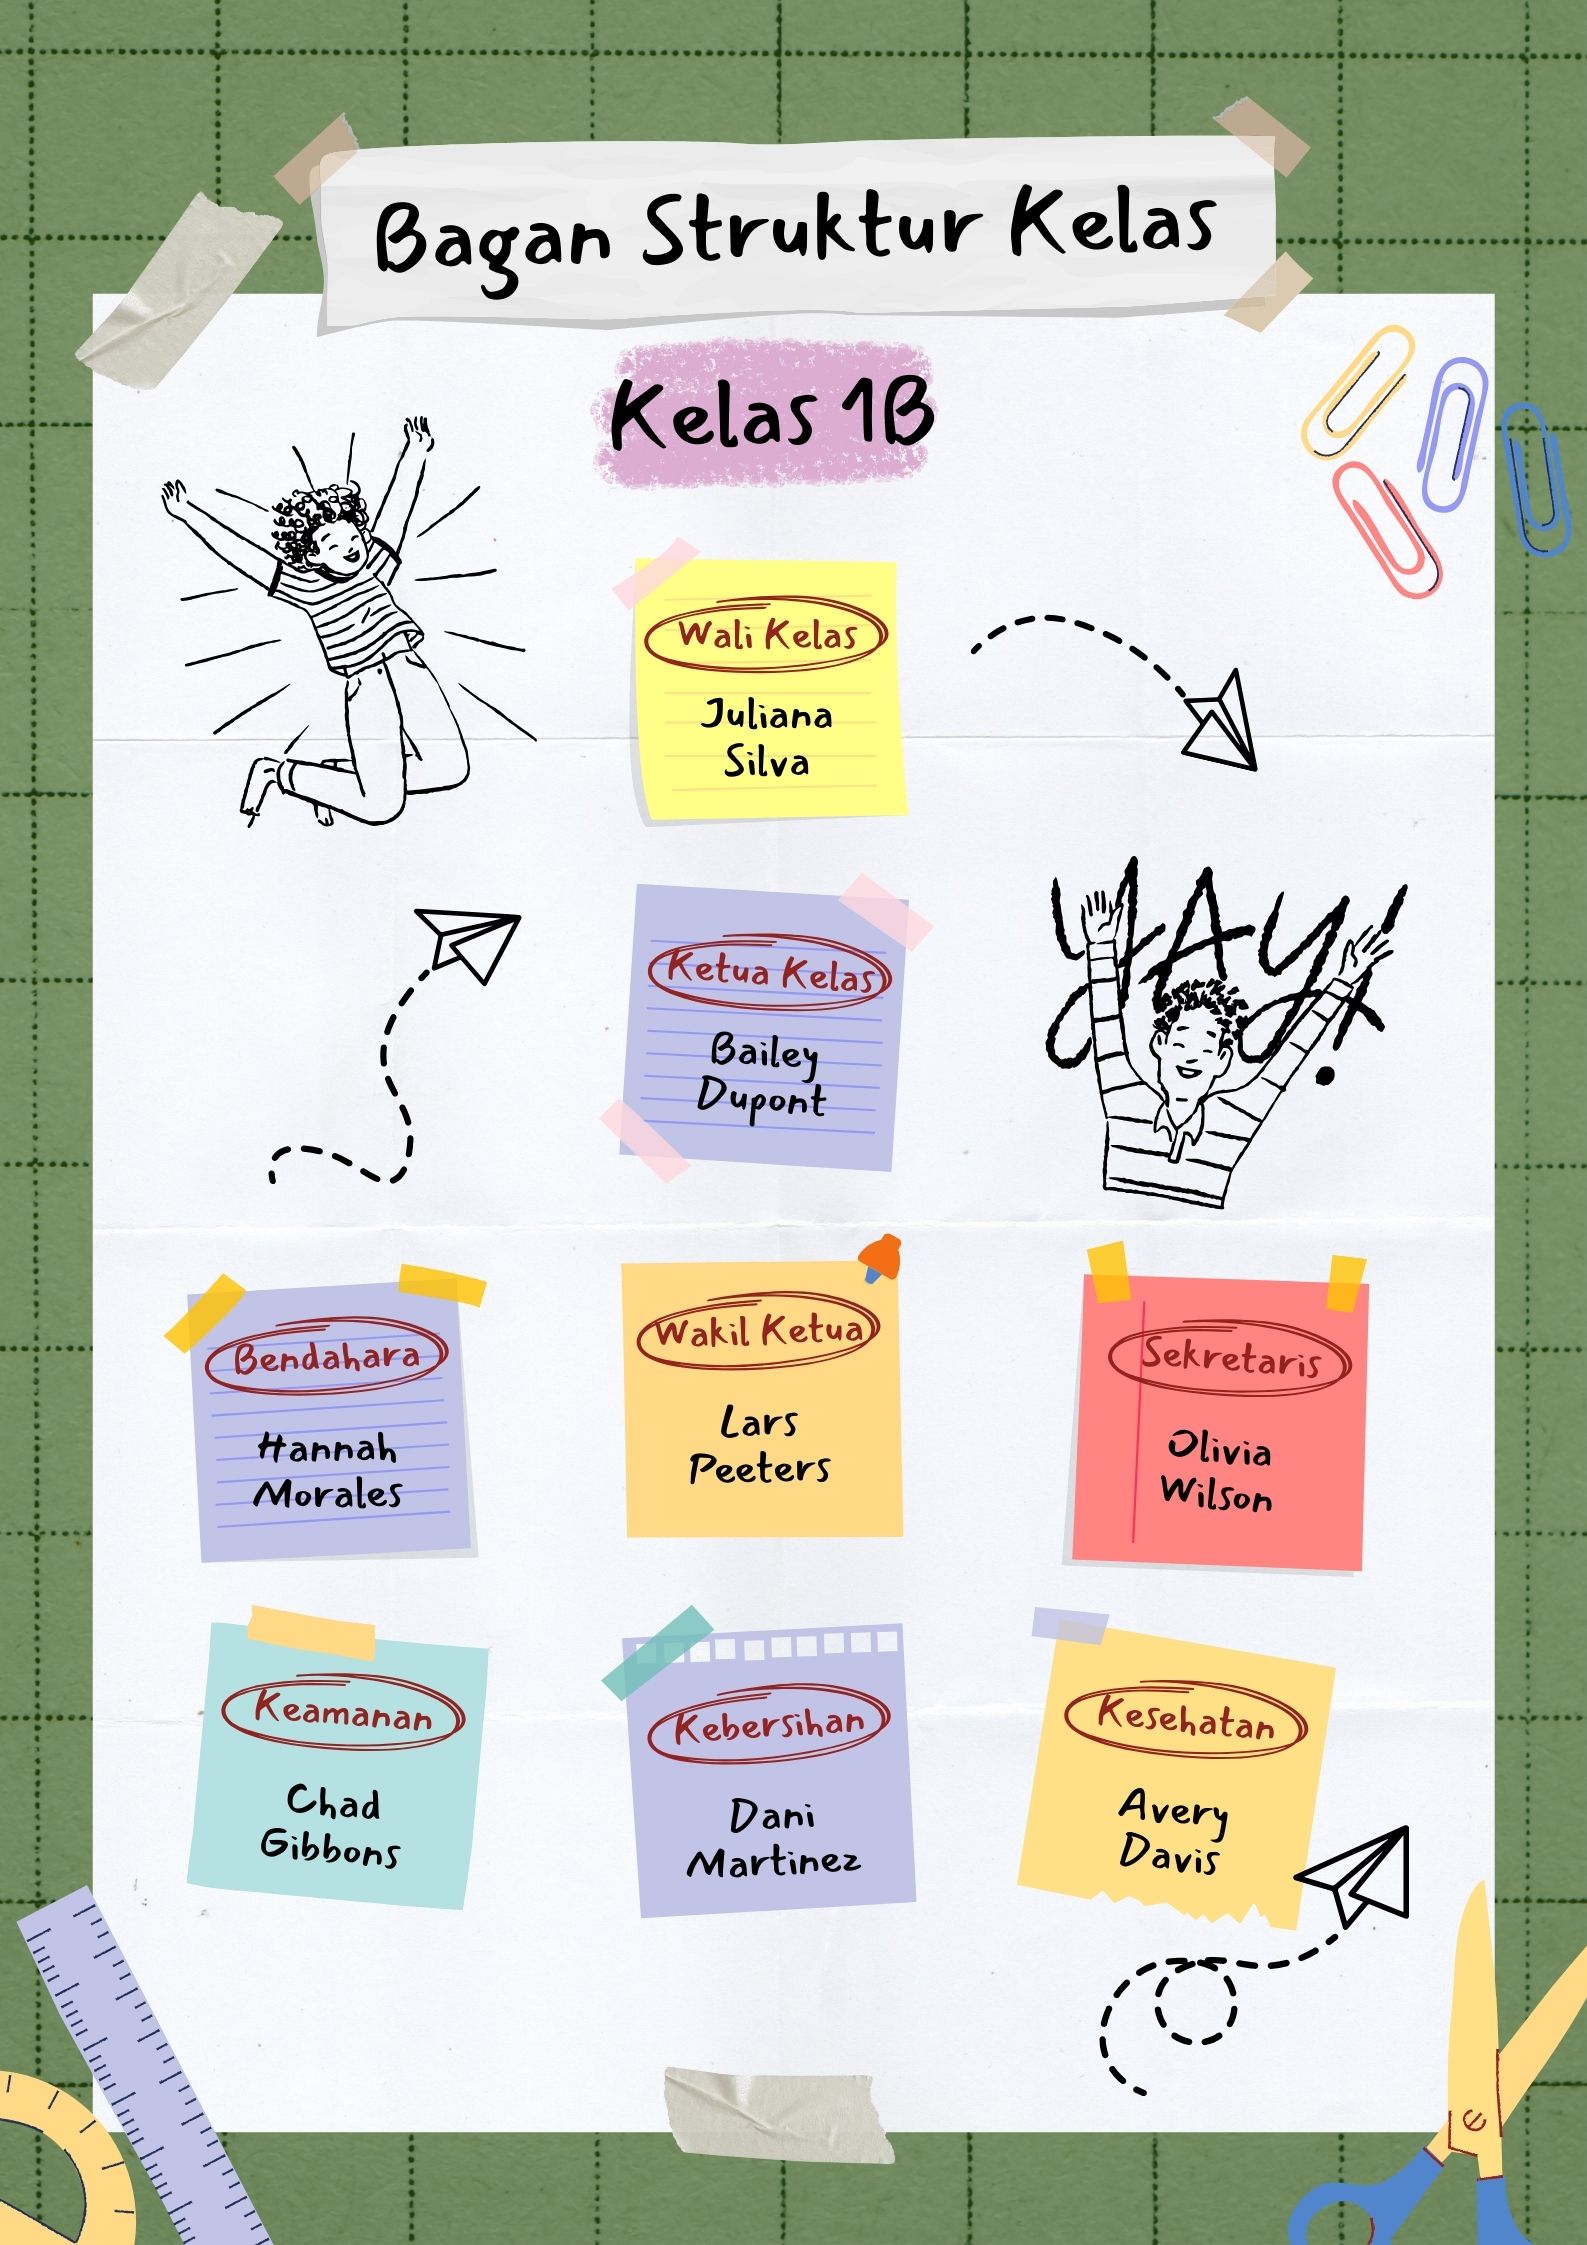 Bagan Struktur Kelas
Kelas 1B
Wali Kelas
Juliana
Silva
YAY!
Ketua Kelas
Bailey
Dupont
Bendahara
Hannah
Morales
Wakil Ketua
Lars
Peeters
Sekretaris
Olivia
Wilson
Keamanan
Chad
Gibbons
Kebersihan
Dani
Martinez
Kesehatan
Avery
Davis
e